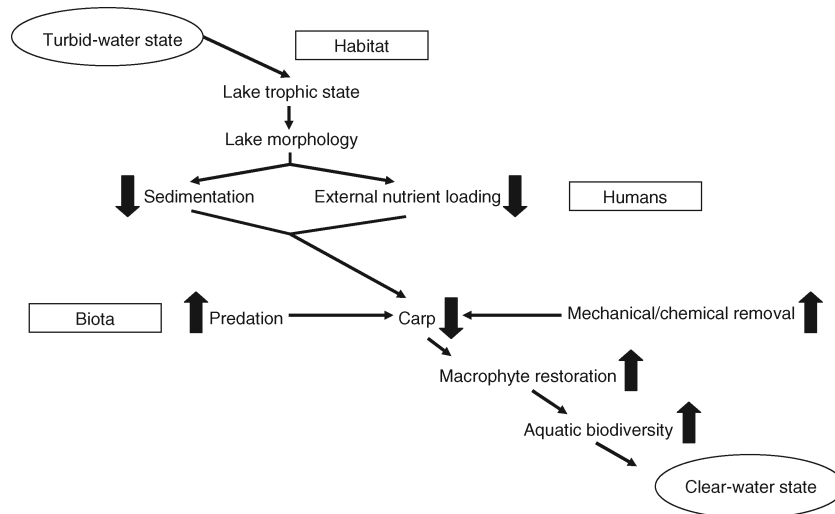 Turbid-water state
Habitat
Lake trophic state
Lake morphology
Sedimentation
External nutrient loading
Humans
Biota
Predation
Carp
Mechanical/chemical removal
Macrophyte restoration
Aquatic biodiversity
Clear-water state